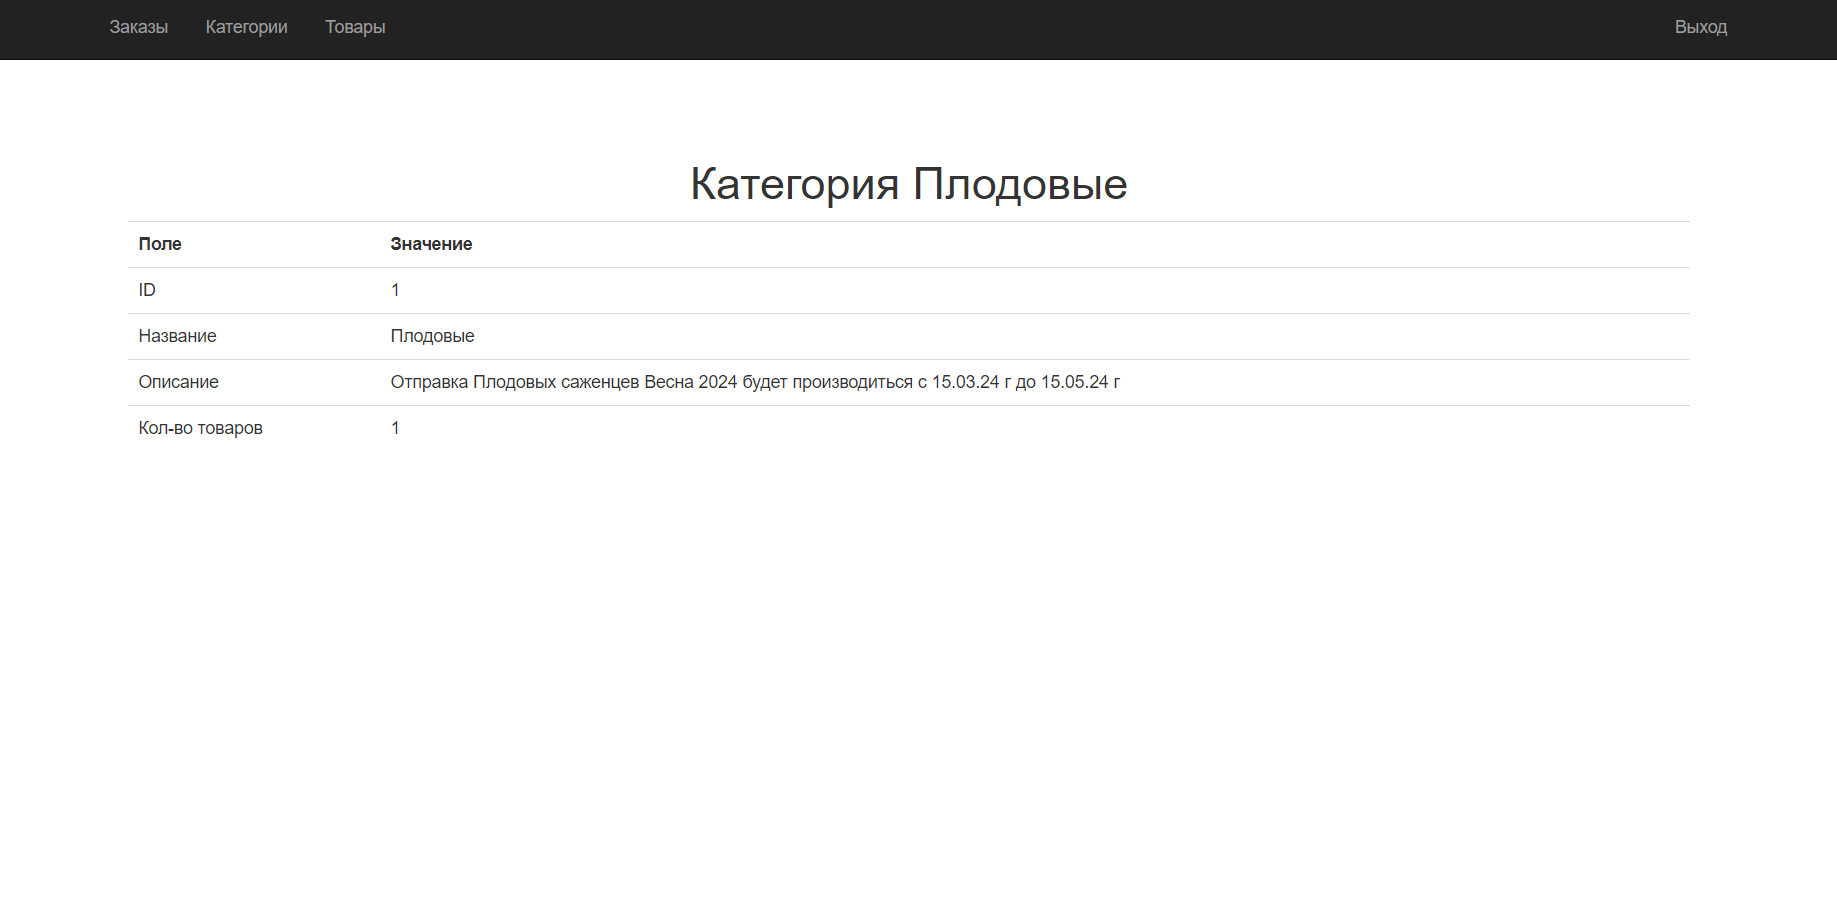 Заказы Категории Товары Выход
Категория Плодовые
Поле Значение
ID 1
Название Плодовые
Описание Отправка Плодовых саженцев Весна 2024 будет производиться с 15.03.24 г до 15.05.24 г
Кол-во товаров 1